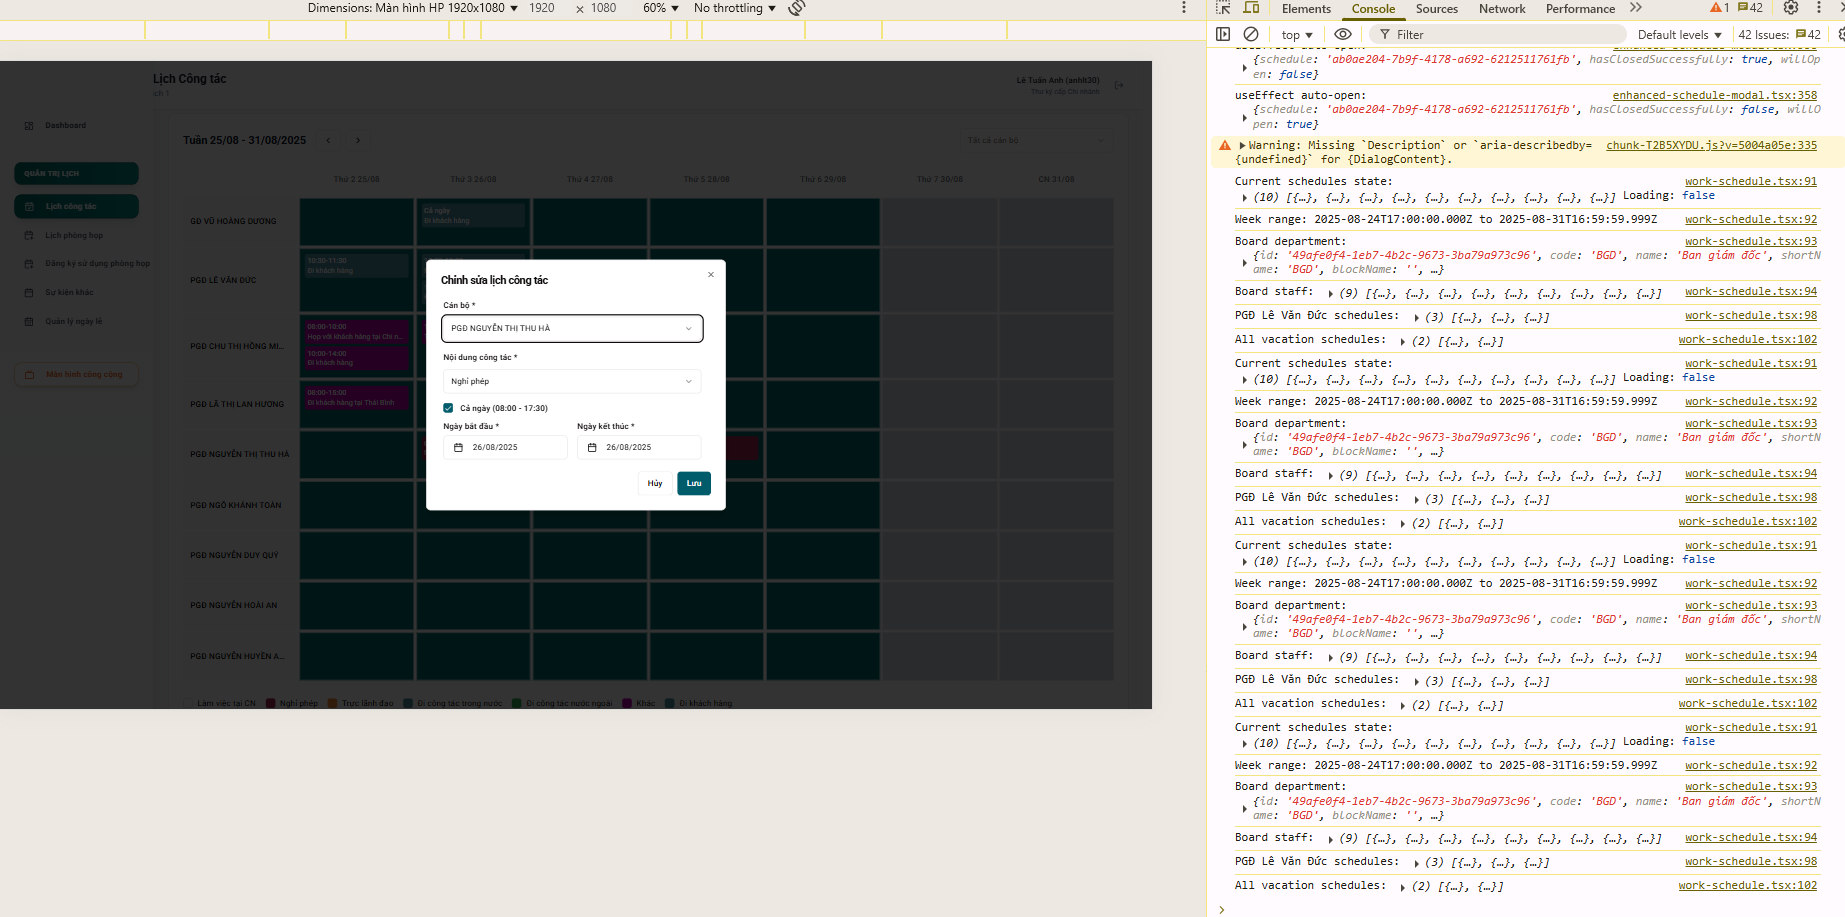 Dimensions: Màn hình HP 1920x1080 ▼ 1920 × 1080 60% ▼ No throttling ▼
Lịch Công tác
Lê Tuấn Anh (anhlt30)
Thư ký cấp Chi nhánh
Dashboard
Tuần 25/08 - 31/08/2025
Tất cả cán bộ
QUẢN TRỊ LỊCH
Thứ 2 25/08
Thứ 3 26/08
Thứ 4 27/08
Thứ 5 28/08
Thứ 6 29/08
Thứ 7 30/08
CN 31/08
Lịch công tác
Lịch phòng họp
Đăng ký sử dụng phòng họp
Sự kiện khác
Quản lý ngày lễ
Màn hình công cộng
GĐ VŨ HOÀNG DƯƠNG
Cả ngày
Đi khách hàng
PGĐ LÊ VĂN ĐỨC
10:00-11:30
Đi khách hàng
PGĐ CHU THỊ HỒNG MI...
08:00-10:00
Họp với khách hàng tại Chi n...
10:00-14:00
Đi khách hàng
PGĐ LÃ THỊ LAN HƯƠNG
08:00-15:00
Đi khách hàng tại Thái Bình
PGĐ NGUYỄN THỊ THU HÀ
PGĐ NGÔ KHÁNH TOÀN
PGĐ NGUYỄN DUY QUÝ
PGĐ NGUYỄN HOÀI AN
PGĐ NGUYỄN HUYỀN A...
Làm việc tại CN
Nghỉ phép
Trực lãnh đạo
Đi công tác trong nước
Đi công tác nước ngoài
Khác
Đi khách hàng
Chỉnh sửa lịch công tác
×
Cán bộ *
PGĐ NGUYỄN THỊ THU HÀ
Nội dung công tác *
Nghỉ phép
Cả ngày (08:00 - 17:30)
Ngày bắt đầu *
Ngày kết thúc *
26/08/2025
26/08/2025
Hủy
Lưu
Elements Console Sources Network Performance 1 42
top ▼ Filter Default levels ▼ 42 Issues: 42
{schedule: 'ab0ae204-7b9f-4178-a692-6212511761fb', hasClosedSuccessfully: true, willOp
en: false}
useEffect auto-open: enhanced-schedule-modal.tsx:358
{schedule: 'ab0ae204-7b9f-4178-a692-6212511761fb', hasClosedSuccessfully: false, willO
pen: true}
Warning: Missing `Description` or `aria-describedby= chunk-T2B5XYDU.js?v=5004a05e:335
{undefined}` for {DialogContent}.
Current schedules state: work-schedule.tsx:91
(10) [{…}, {…}, {…}, {…}, {…}, {…}, {…}, {…}, {…}, {…}] Loading: false
Week range: 2025-08-24T17:00:00.000Z to 2025-08-31T16:59:59.999Z work-schedule.tsx:92
Board department: work-schedule.tsx:93
{id: '49afe0f4-1eb7-4b2c-9673-3ba79a973c96', code: 'BGD', name: 'Ban giám đốc', shortN
ame: 'BGD', blockName: '', …}
Board staff: (9) [{…}, {…}, {…}, {…}, {…}, {…}, {…}, {…}, {…}] work-schedule.tsx:94
PGĐ Lê Văn Đức schedules: (3) [{…}, {…}, {…}] work-schedule.tsx:98
All vacation schedules: (2) [{…}, {…}] work-schedule.tsx:102
Current schedules state: work-schedule.tsx:91
(10) [{…}, {…}, {…}, {…}, {…}, {…}, {…}, {…}, {…}, {…}] Loading: false
Week range: 2025-08-24T17:00:00.000Z to 2025-08-31T16:59:59.999Z work-schedule.tsx:92
Board department: work-schedule.tsx:93
{id: '49afe0f4-1eb7-4b2c-9673-3ba79a973c96', code: 'BGD', name: 'Ban giám đốc', shortN
ame: 'BGD', blockName: '', …}
Board staff: (9) [{…}, {…}, {…}, {…}, {…}, {…}, {…}, {…}, {…}] work-schedule.tsx:94
PGĐ Lê Văn Đức schedules: (3) [{…}, {…}, {…}] work-schedule.tsx:98
All vacation schedules: (2) [{…}, {…}] work-schedule.tsx:102
Current schedules state: work-schedule.tsx:91
(10) [{…}, {…}, {…}, {…}, {…}, {…}, {…}, {…}, {…}, {…}] Loading: false
Week range: 2025-08-24T17:00:00.000Z to 2025-08-31T16:59:59.999Z work-schedule.tsx:92
Board department: work-schedule.tsx:93
{id: '49afe0f4-1eb7-4b2c-9673-3ba79a973c96', code: 'BGD', name: 'Ban giám đốc', shortN
ame: 'BGD', blockName: '', …}
Board staff: (9) [{…}, {…}, {…}, {…}, {…}, {…}, {…}, {…}, {…}] work-schedule.tsx:94
PGĐ Lê Văn Đức schedules: (3) [{…}, {…}, {…}] work-schedule.tsx:98
All vacation schedules: (2) [{…}, {…}] work-schedule.tsx:102
Current schedules state: work-schedule.tsx:91
(10) [{…}, {…}, {…}, {…}, {…}, {…}, {…}, {…}, {…}, {…}] Loading: false
Week range: 2025-08-24T17:00:00.000Z to 2025-08-31T16:59:59.999Z work-schedule.tsx:92
Board department: work-schedule.tsx:93
{id: '49afe0f4-1eb7-4b2c-9673-3ba79a973c96', code: 'BGD', name: 'Ban giám đốc', shortN
ame: 'BGD', blockName: '', …}
Board staff: (9) [{…}, {…}, {…}, {…}, {…}, {…}, {…}, {…}, {…}] work-schedule.tsx:94
PGĐ Lê Văn Đức schedules: (3) [{…}, {…}, {…}] work-schedule.tsx:98
All vacation schedules: (2) [{…}, {…}] work-schedule.tsx:102